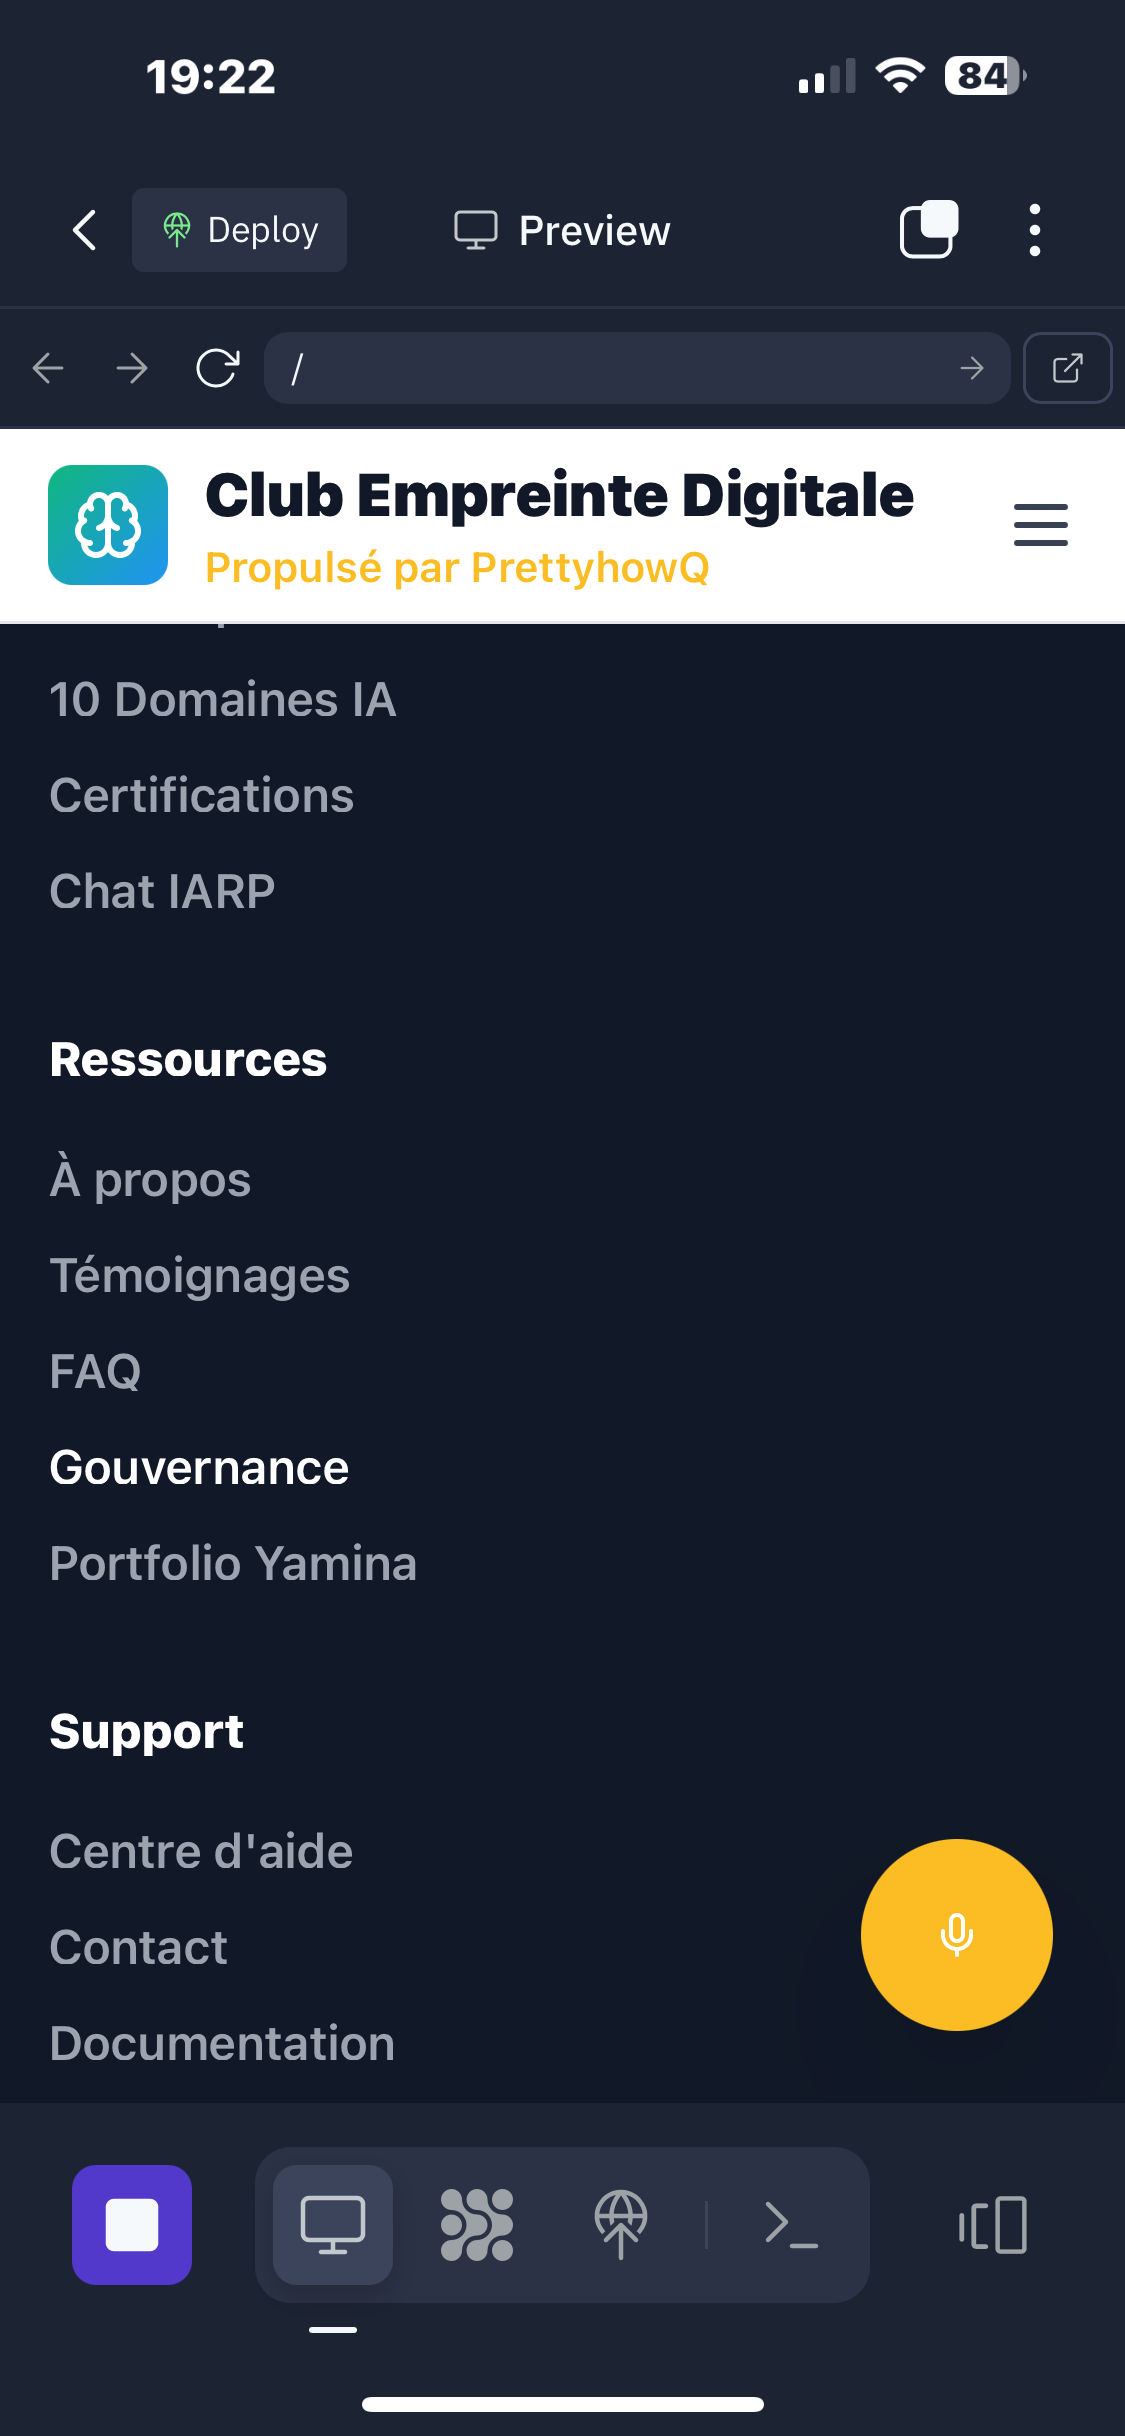 19:22
84
Deploy
Preview
/
Club Empreinte Digitale
Propulsé par PrettyhowQ
10 Domaines IA
Certifications
Chat IARP
Ressources
À propos
Témoignages
FAQ
Gouvernance
Portfolio Yamina
Support
Centre d'aide
Contact
Documentation